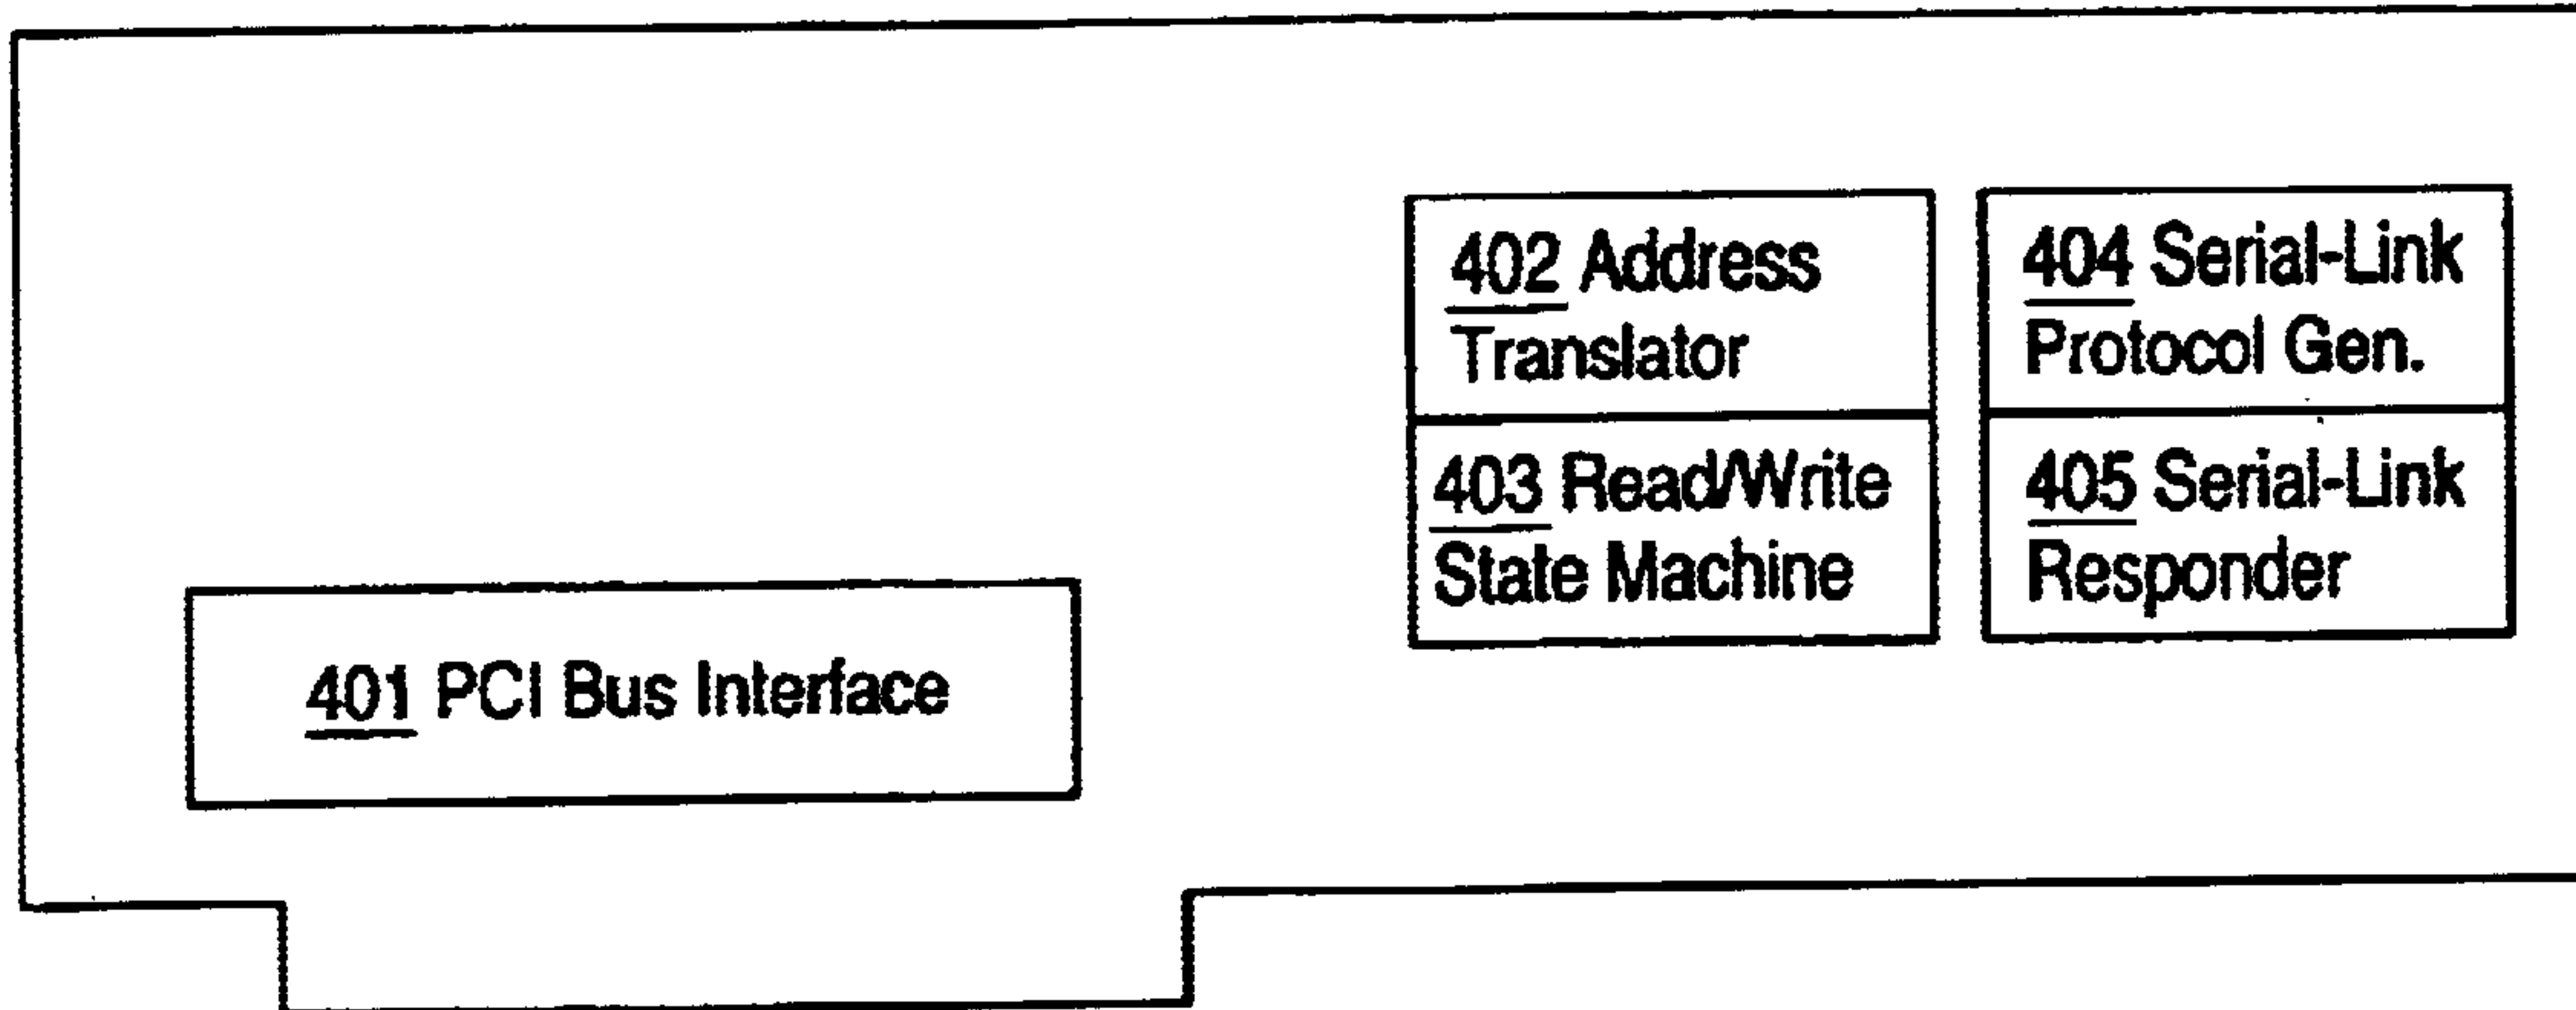 402 Address
Translator
404 Serial-Link
Protocol Gen.
403 Read/Write
State Machine
405 Serial-Link
Responder
401 PCI Bus Interface